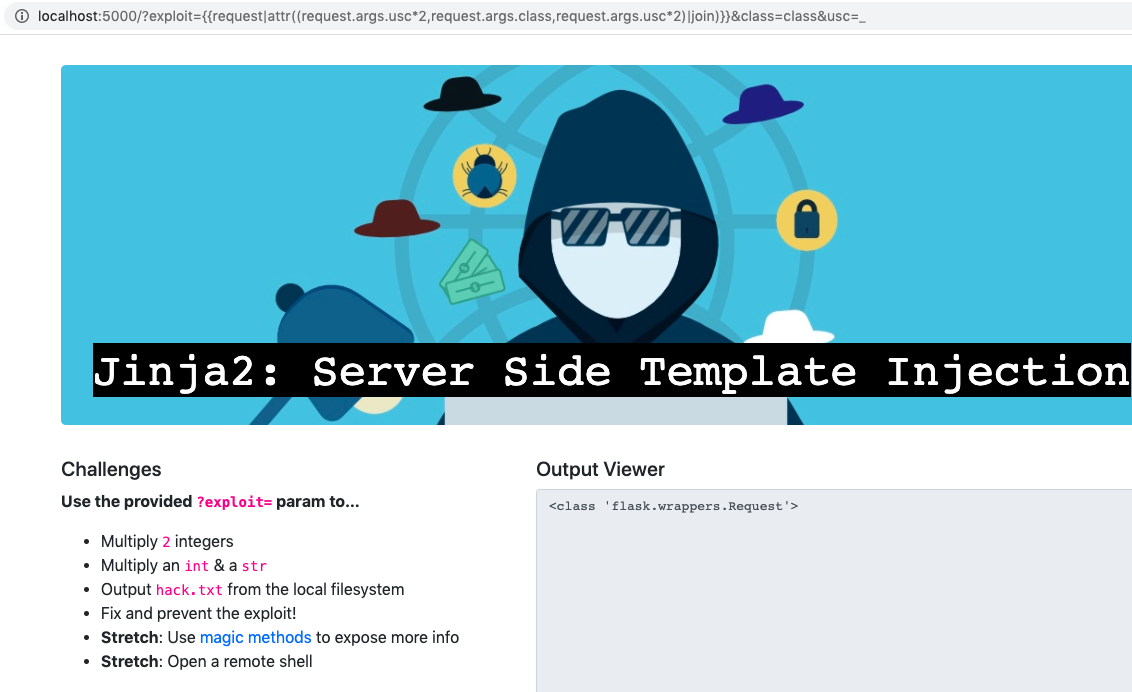 localhost:5000/?exploit={{request|attr((request.args.usc*2,request.args.class,request.args.usc*2)|join)}}&class=class&usc=_
Jinja2: Server Side Template Injection
Challenges
Use the provided ?exploit= param to...
Multiply 2 integers
Multiply an int & a str
Output hack.txt from the local filesystem
Fix and prevent the exploit!
Stretch: Use magic methods to expose more info
Stretch: Open a remote shell
Output Viewer
<class 'flask.wrappers.Request'>